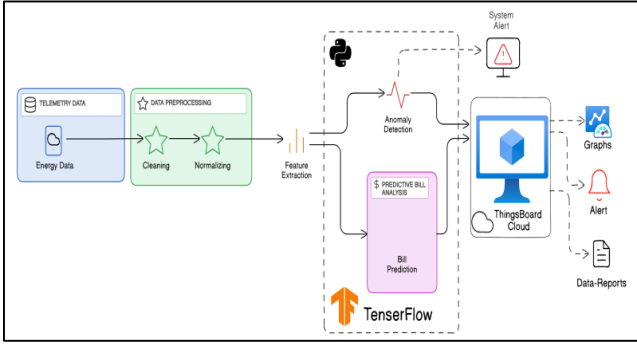 System
Alert
TELEMETRY DATA
DATA PREPROCESSING
Energy Data
Cleaning
Normalizing
Feature
Extraction
Anomaly
Detection
$ PREDICTIVE BILL
ANALYSIS
Bill
Prediction
TenserFlow
ThingsBoard
Cloud
Graphs
Alert
Data-Reports